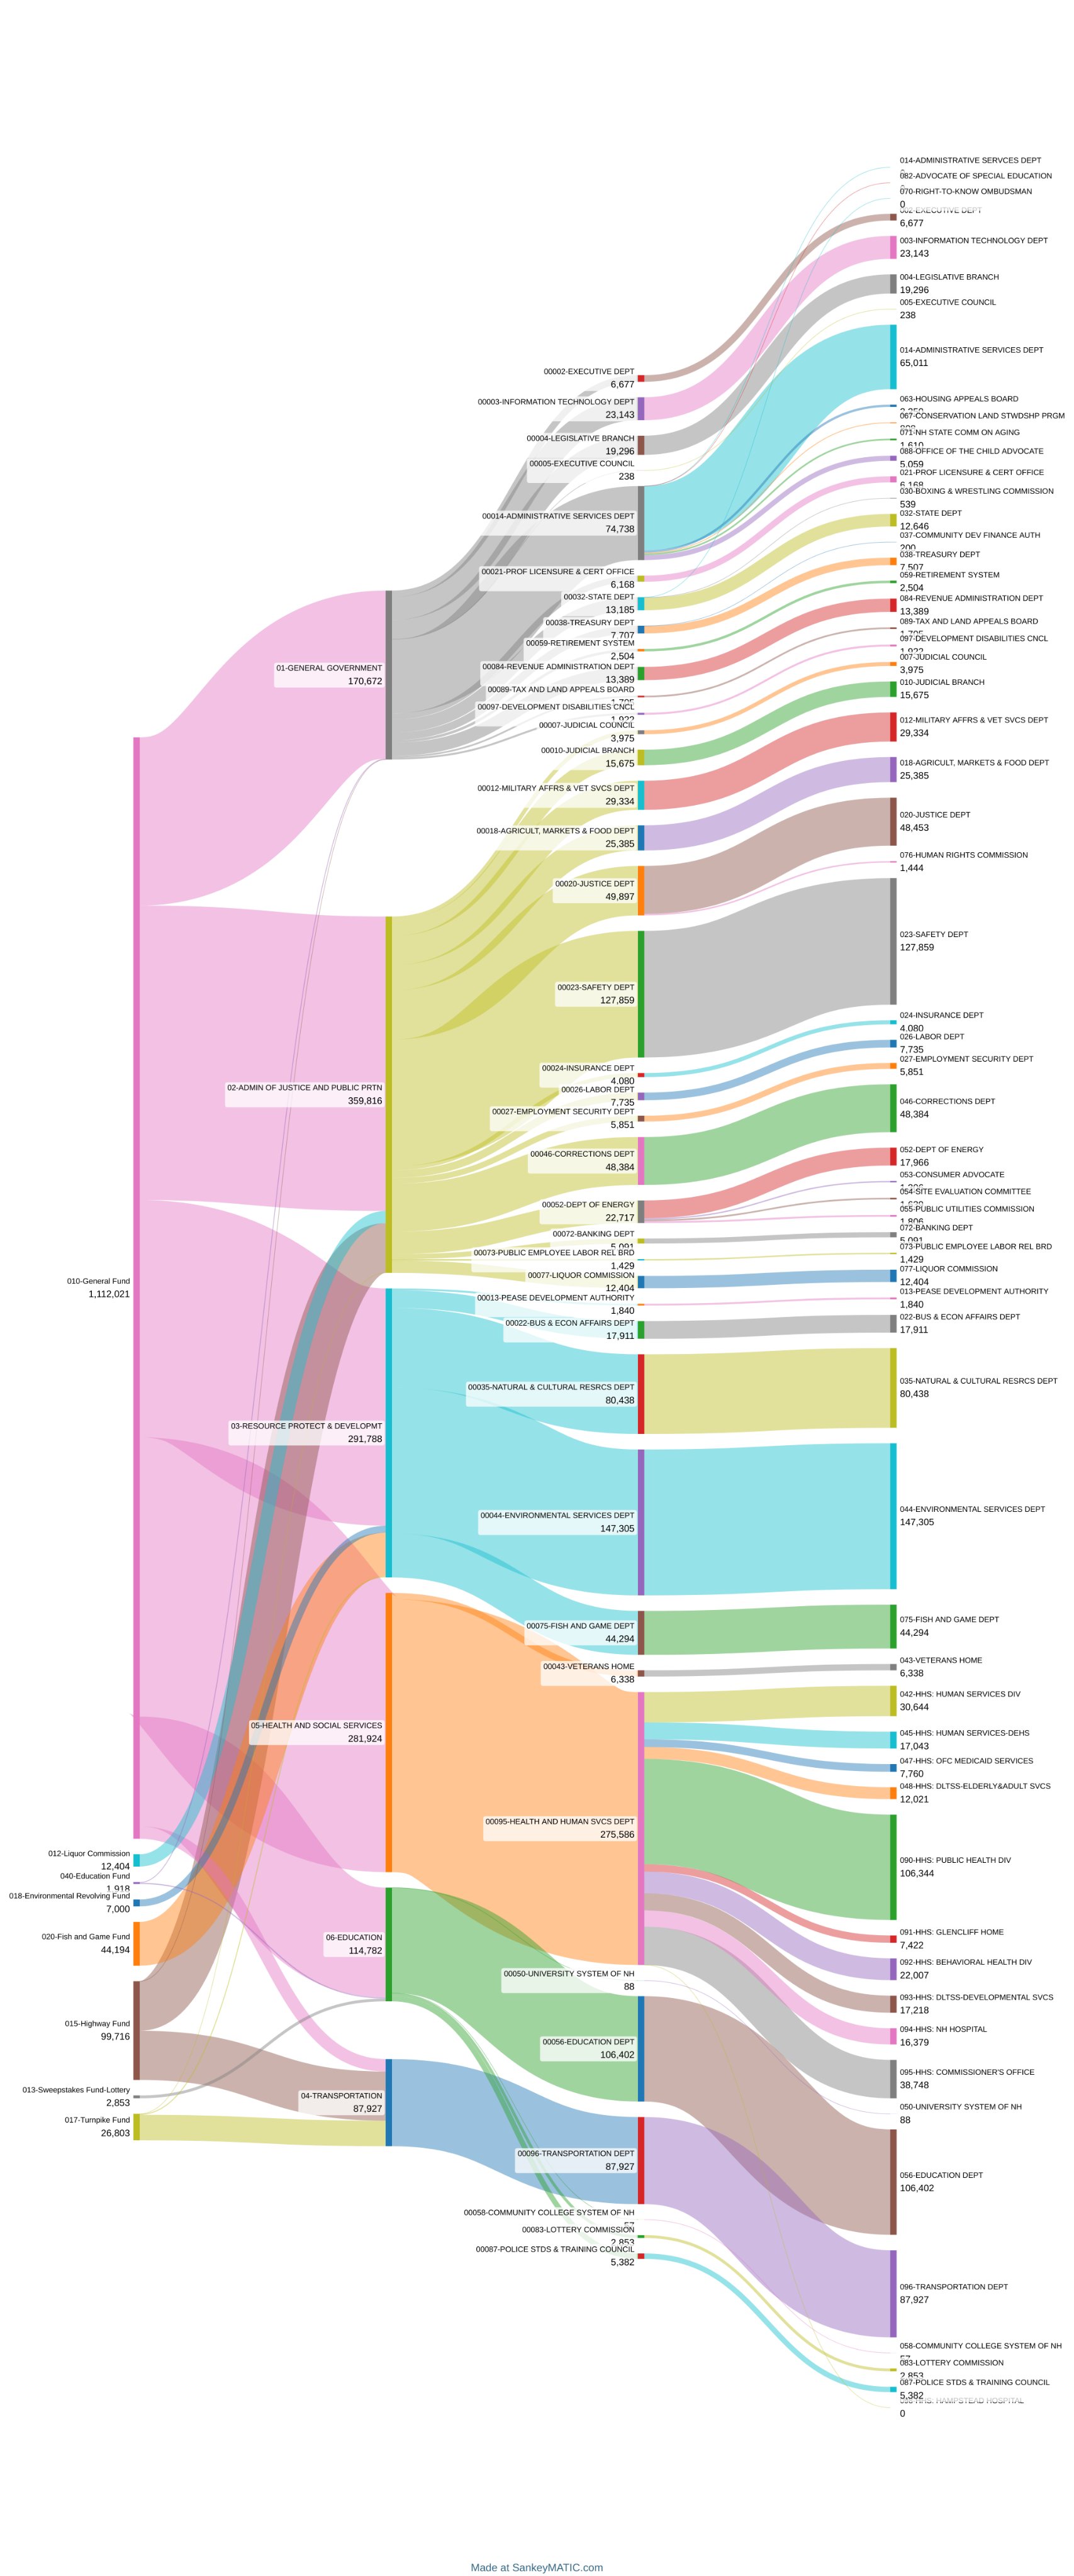 010-General Fund
1,112,021
012-Liquor Commission
12,404
040-Education Fund
1,918
018-Environmental Revolving Fund
7,000
020-Fish and Game Fund
44,194
015-Highway Fund
99,716
013-Sweepstakes Fund-Lottery
2,853
017-Turnpike Fund
26,803
01-GENERAL GOVERNMENT
170,672
02-ADMIN OF JUSTICE AND PUBLIC PRTN
359,816
03-RESOURCE PROTECT & DEVELOPMT
291,788
05-HEALTH AND SOCIAL SERVICES
281,924
06-EDUCATION
114,782
04-TRANSPORTATION
87,927
00002-EXECUTIVE DEPT
6,677
00003-INFORMATION TECHNOLOGY DEPT
23,143
00004-LEGISLATIVE BRANCH
19,296
00005-EXECUTIVE COUNCIL
238
00014-ADMINISTRATIVE SERVICES DEPT
74,738
00021-PROF LICENSURE & CERT OFFICE
6,168
00032-STATE DEPT
13,185
00038-TREASURY DEPT
7,707
00059-RETIREMENT SYSTEM
2,504
00084-REVENUE ADMINISTRATION DEPT
13,389
00089-TAX AND LAND APPEALS BOARD
00097-DEVELOPMENT DISABILITIES CNCL
00007-JUDICIAL COUNCIL
3,975
00010-JUDICIAL BRANCH
15,675
00012-MILITARY AFFRS & VET SVCS DEPT
29,334
00018-AGRICULT, MARKETS & FOOD DEPT
25,385
00020-JUSTICE DEPT
49,897
00023-SAFETY DEPT
127,859
00024-INSURANCE DEPT
4,080
00026-LABOR DEPT
7,735
00027-EMPLOYMENT SECURITY DEPT
5,851
00046-CORRECTIONS DEPT
48,384
00052-DEPT OF ENERGY
22,717
00072-BANKING DEPT
5,091
00073-PUBLIC EMPLOYEE LABOR REL BRD
1,429
00077-LIQUOR COMMISSION
12,404
00013-PEASE DEVELOPMENT AUTHORITY
1,840
00022-BUS & ECON AFFAIRS DEPT
17,911
00035-NATURAL & CULTURAL RESRCS DEPT
80,438
00044-ENVIRONMENTAL SERVICES DEPT
147,305
00075-FISH AND GAME DEPT
44,294
00043-VETERANS HOME
6,338
00095-HEALTH AND HUMAN SVCS DEPT
275,586
00050-UNIVERSITY SYSTEM OF NH
88
00056-EDUCATION DEPT
106,402
00096-TRANSPORTATION DEPT
87,927
00058-COMMUNITY COLLEGE SYSTEM OF NH
00083-LOTTERY COMMISSION
2,853
00087-POLICE STDS & TRAINING COUNCIL
5,382
014-ADMINISTRATIVE SERVCES DEPT
082-ADVOCATE OF SPECIAL EDUCATION
070-RIGHT-TO-KNOW OMBUDSMAN
0
002-EXECUTIVE DEPT
6,677
003-INFORMATION TECHNOLOGY DEPT
23,143
004-LEGISLATIVE BRANCH
19,296
005-EXECUTIVE COUNCIL
238
014-ADMINISTRATIVE SERVICES DEPT
65,011
063-HOUSING APPEALS BOARD
067-CONSERVATION LAND STWDSHP PRGM
071-NH STATE COMM ON AGING
1,610
088-OFFICE OF THE CHILD ADVOCATE
5,059
021-PROF LICENSURE & CERT OFFICE
6,168
030-BOXING & WRESTLING COMMISSION
539
032-STATE DEPT
12,646
037-COMMUNITY DEV FINANCE AUTH
200
038-TREASURY DEPT
7,507
059-RETIREMENT SYSTEM
2,504
084-REVENUE ADMINISTRATION DEPT
13,389
089-TAX AND LAND APPEALS BOARD
097-DEVELOPMENT DISABILITIES CNCL
007-JUDICIAL COUNCIL
3,975
010-JUDICIAL BRANCH
15,675
012-MILITARY AFFRS & VET SVCS DEPT
29,334
018-AGRICULT, MARKETS & FOOD DEPT
25,385
020-JUSTICE DEPT
48,453
076-HUMAN RIGHTS COMMISSION
1,444
023-SAFETY DEPT
127,859
024-INSURANCE DEPT
4,080
026-LABOR DEPT
7,735
027-EMPLOYMENT SECURITY DEPT
5,851
046-CORRECTIONS DEPT
48,384
052-DEPT OF ENERGY
17,966
053-CONSUMER ADVOCATE
054-SITE EVALUATION COMMITTEE
055-PUBLIC UTILITIES COMMISSION
1,806
072-BANKING DEPT
5,091
073-PUBLIC EMPLOYEE LABOR REL BRD
1,429
077-LIQUOR COMMISSION
12,404
013-PEASE DEVELOPMENT AUTHORITY
1,840
022-BUS & ECON AFFAIRS DEPT
17,911
035-NATURAL & CULTURAL RESRCS DEPT
80,438
044-ENVIRONMENTAL SERVICES DEPT
147,305
075-FISH AND GAME DEPT
44,294
043-VETERANS HOME
6,338
042-HHS: HUMAN SERVICES DIV
30,644
045-HHS: HUMAN SERVICES-DEHS
17,043
047-HHS: OFC MEDICAID SERVICES
7,760
048-HHS: DLTSS-ELDERLY&ADULT SVCS
12,021
090-HHS: PUBLIC HEALTH DIV
106,344
091-HHS: GLENCLIFF HOME
7,422
092-HHS: BEHAVIORAL HEALTH DIV
22,007
093-HHS: DLTSS-DEVELOPMENTAL SVCS
17,218
094-HHS: NH HOSPITAL
16,379
095-HHS: COMMISSIONER'S OFFICE
38,748
050-UNIVERSITY SYSTEM OF NH
88
056-EDUCATION DEPT
106,402
096-TRANSPORTATION DEPT
87,927
058-COMMUNITY COLLEGE SYSTEM OF NH
083-LOTTERY COMMISSION
2,853
087-POLICE STDS & TRAINING COUNCIL
5,382
HHS: HAMPSTEAD HOSPITAL
0
Made at SankeyMATIC.com